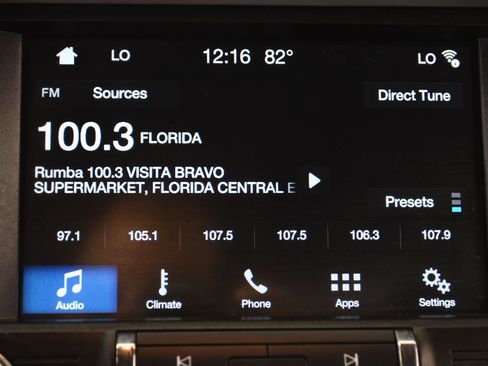 LO 12:16 82° LO
FM Sources Direct Tune
100.3 FLORIDA
Rumba 100.3 VISITA BRAVO
SUPERMARKET, FLORIDA CENTRAL E
Presets
97.1 105.1 107.5 107.5 106.3 107.9
Audio Climate Phone Apps Settings